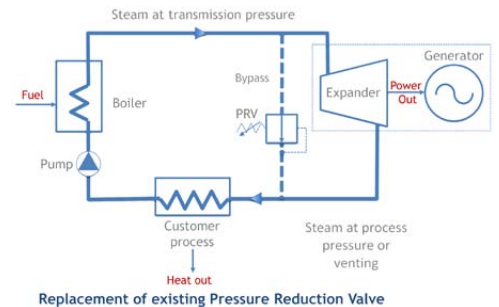 Steam at transmission pressure
Generator
Bypass
Fuel
Boiler
Expander
Power
Out
PRV
Pump
Customer
process
Steam at process
pressure or
venting
Heat out
Replacement of existing Pressure Reduction Valve